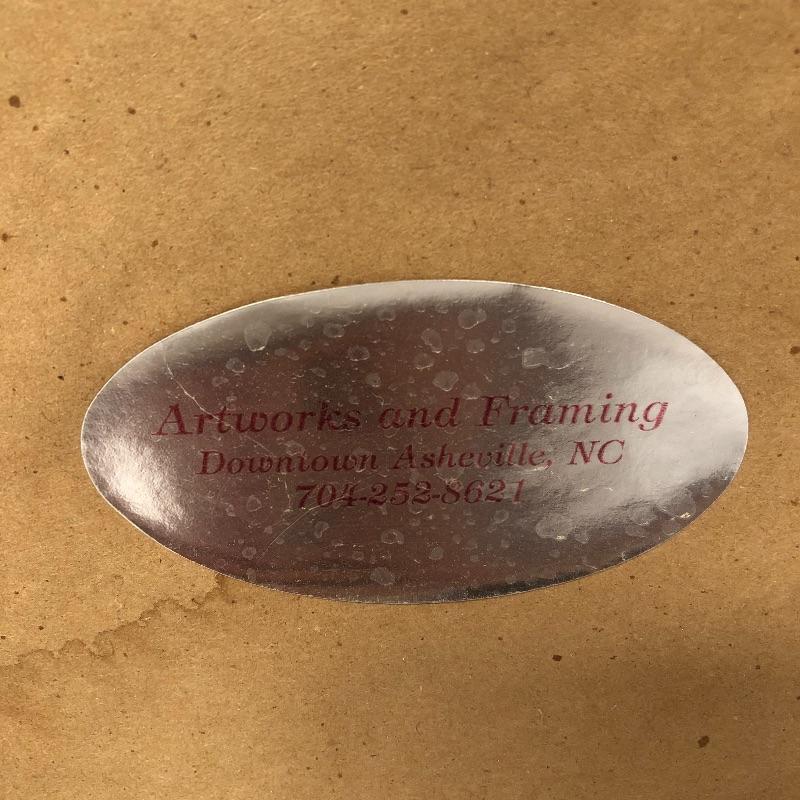 Artworks and Framing
Downtown Asheville, NC
704-252-8621